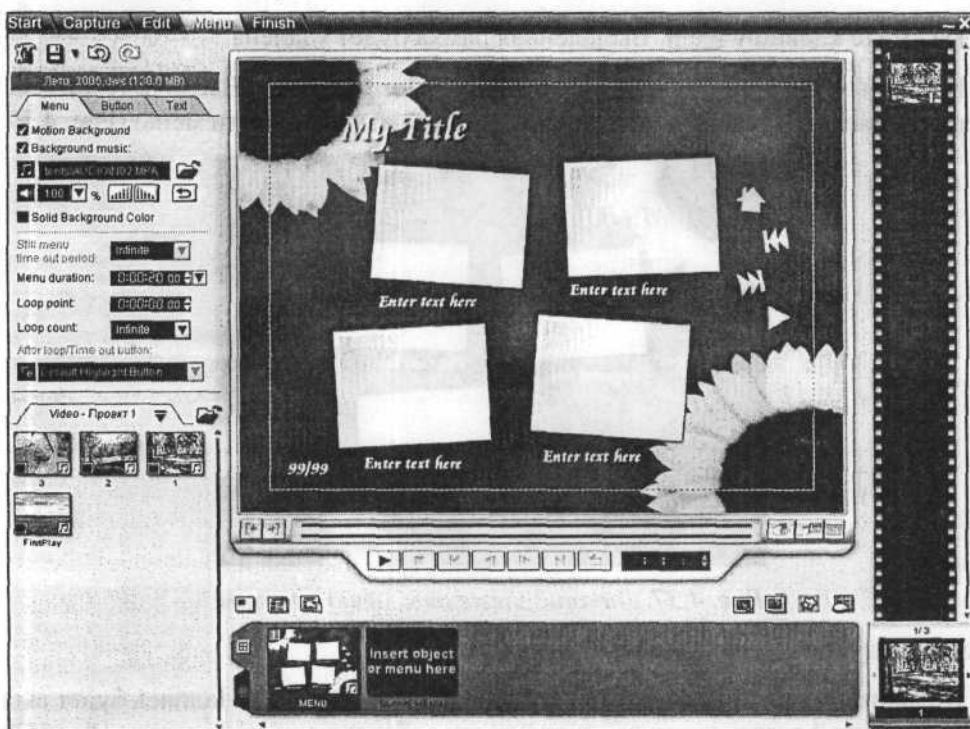 Start Capture Edit Menu Finish
Лето 2005.dws (120.0 MB)
Menu Button Text
Motion Background
Background music:
100 %
Solid Background Color
Still menu
time out period: Infinite
Menu duration: 0:00:20.00
Loop point: 0:00:00.00
Loop count: Infinite
After loop/Time out button:
Default Highlight Button
Video - Проект 1
3 2 1
FirstPlay
My Title
Enter text here
Enter text here
Enter text here
Enter text here
99/99
1
MENU
Insert object
or menu here
1/3
1